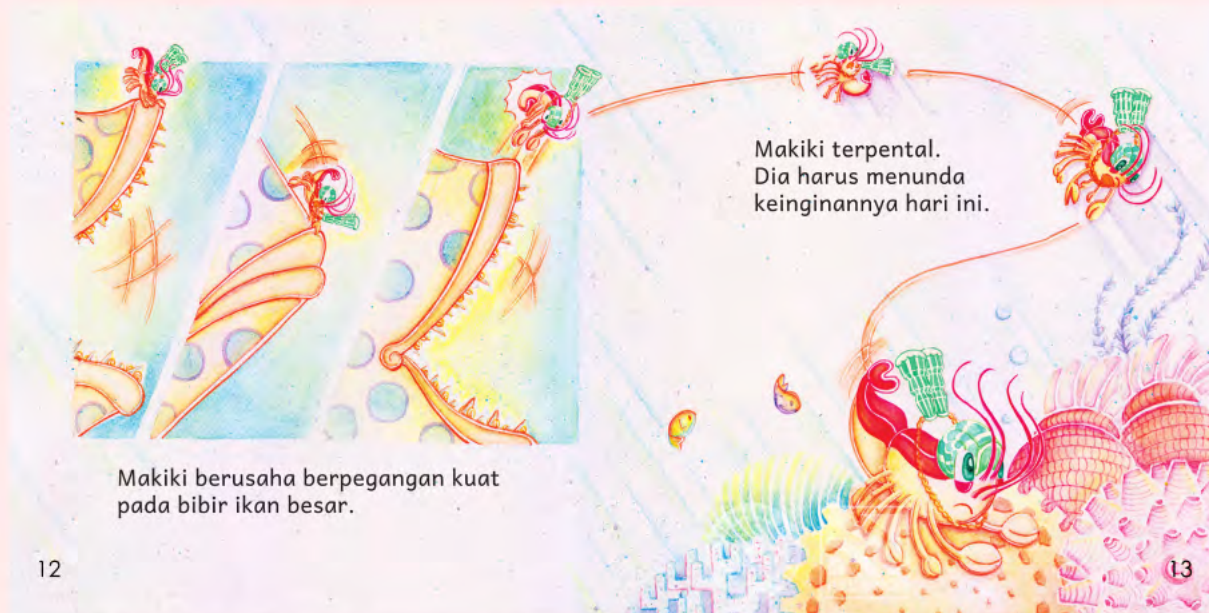 Makiki berusaha berpegangan kuat
pada bibir ikan besar.
12
Makiki terpental.
Dia harus menunda
keinginannya hari ini.
13